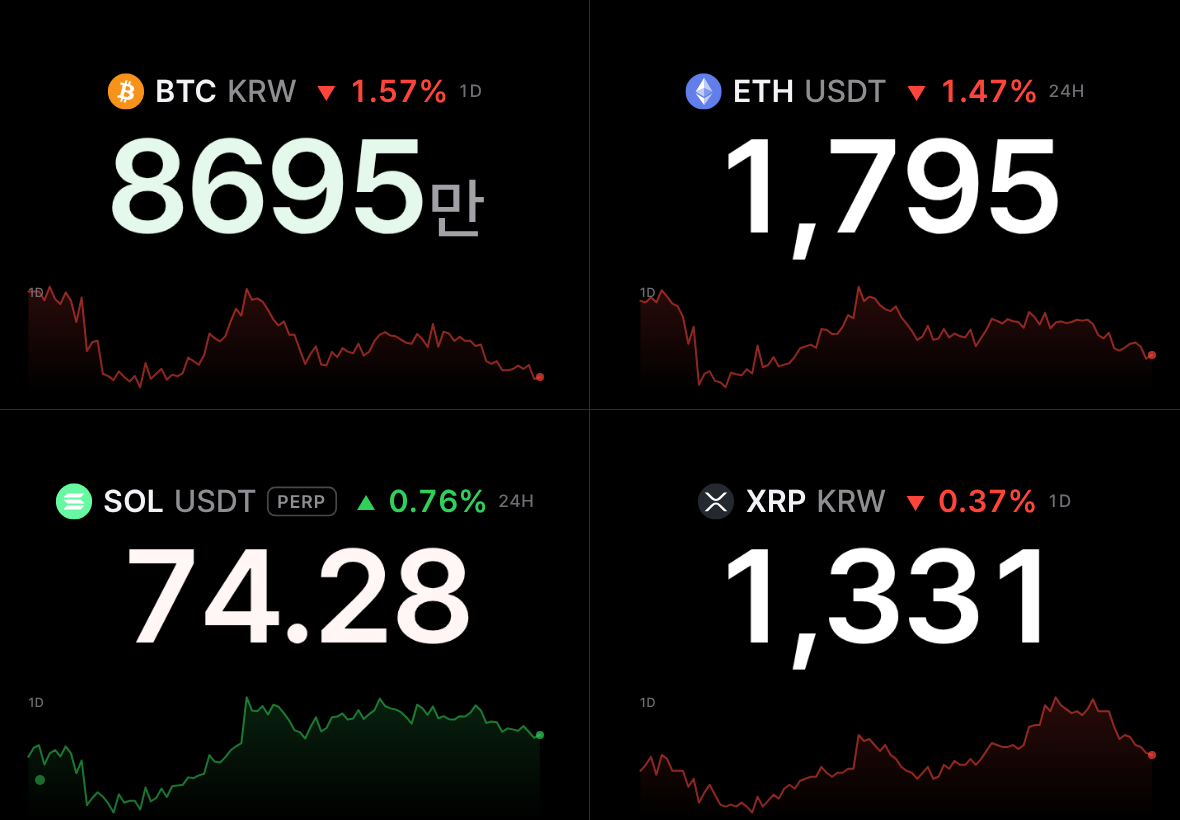 BTC KRW ▼ 1.57% 1D
8695만
1D
ETH USDT ▼ 1.47% 24H
1,795
1D
SOL USDT PERP ▲ 0.76% 24H
74.28
1D
XRP KRW ▼ 0.37% 1D
1,331
1D